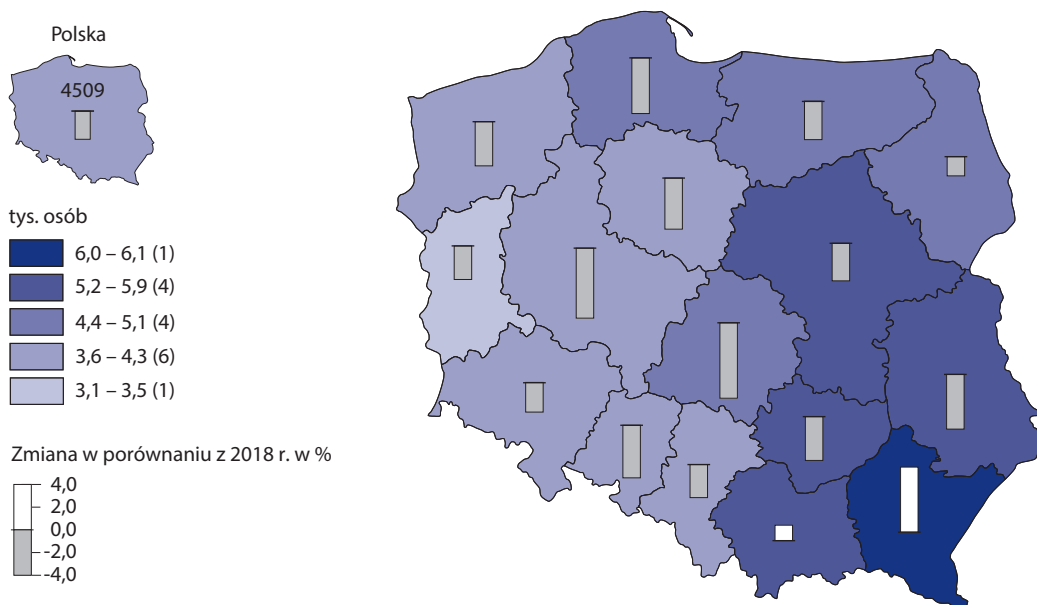 Polska
4509
tys. osób
6,0 – 6,1 (1)
5,2 – 5,9 (4)
4,4 – 5,1 (4)
3,6 – 4,3 (6)
3,1 – 3,5 (1)
Zmiana w porównaniu z 2018 r. w %
4,0
2,0
0,0
-2,0
-4,0